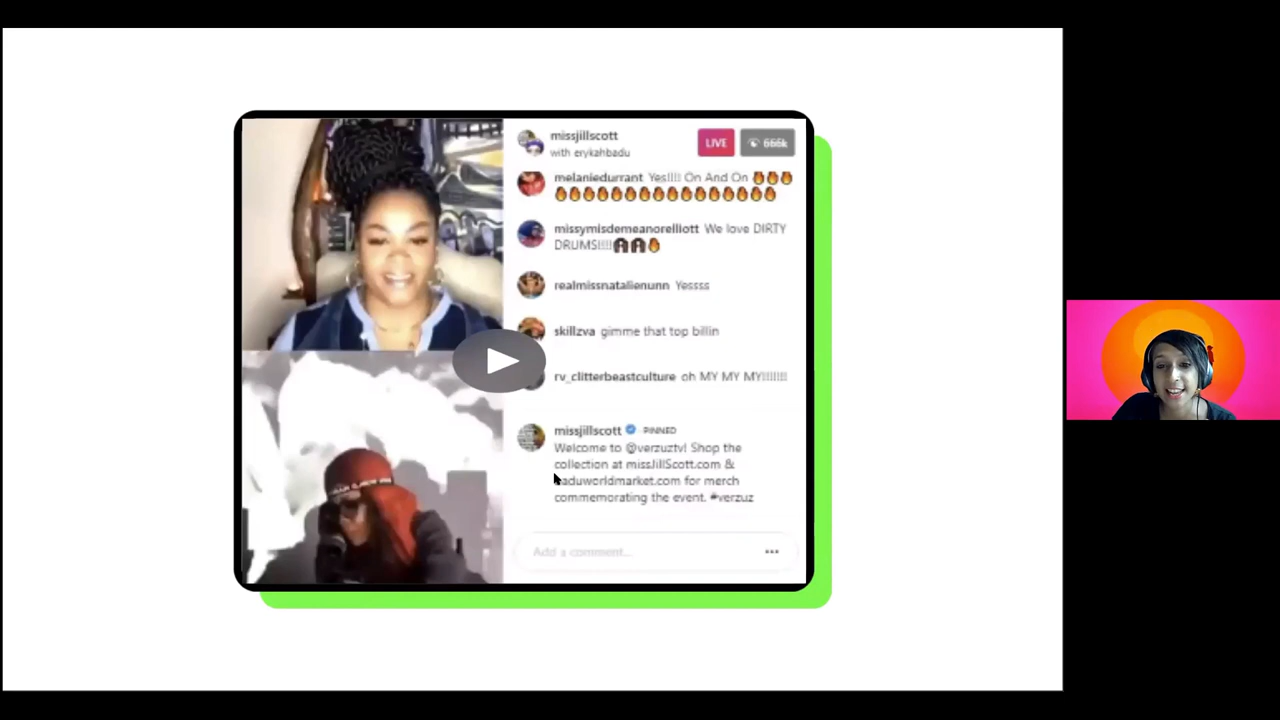 missjillscott
with erykahbadu
LIVE
666k
melaniedurrant Yes!!!! On And On
missymisdemeanorelliott We love DIRTY
DRUMS!!!!
realmissnatalienunn Yessss
skillzva gimme that top billin
rv_clitterbeastculture oh MY MY MY!!!!!!!
missjillscott PINNED
Welcome to @verzuztv! Shop the
collection at missJillScott.com &
baduworldmarket.com for merch
commemorating the event. #verzuz
Add a comment...